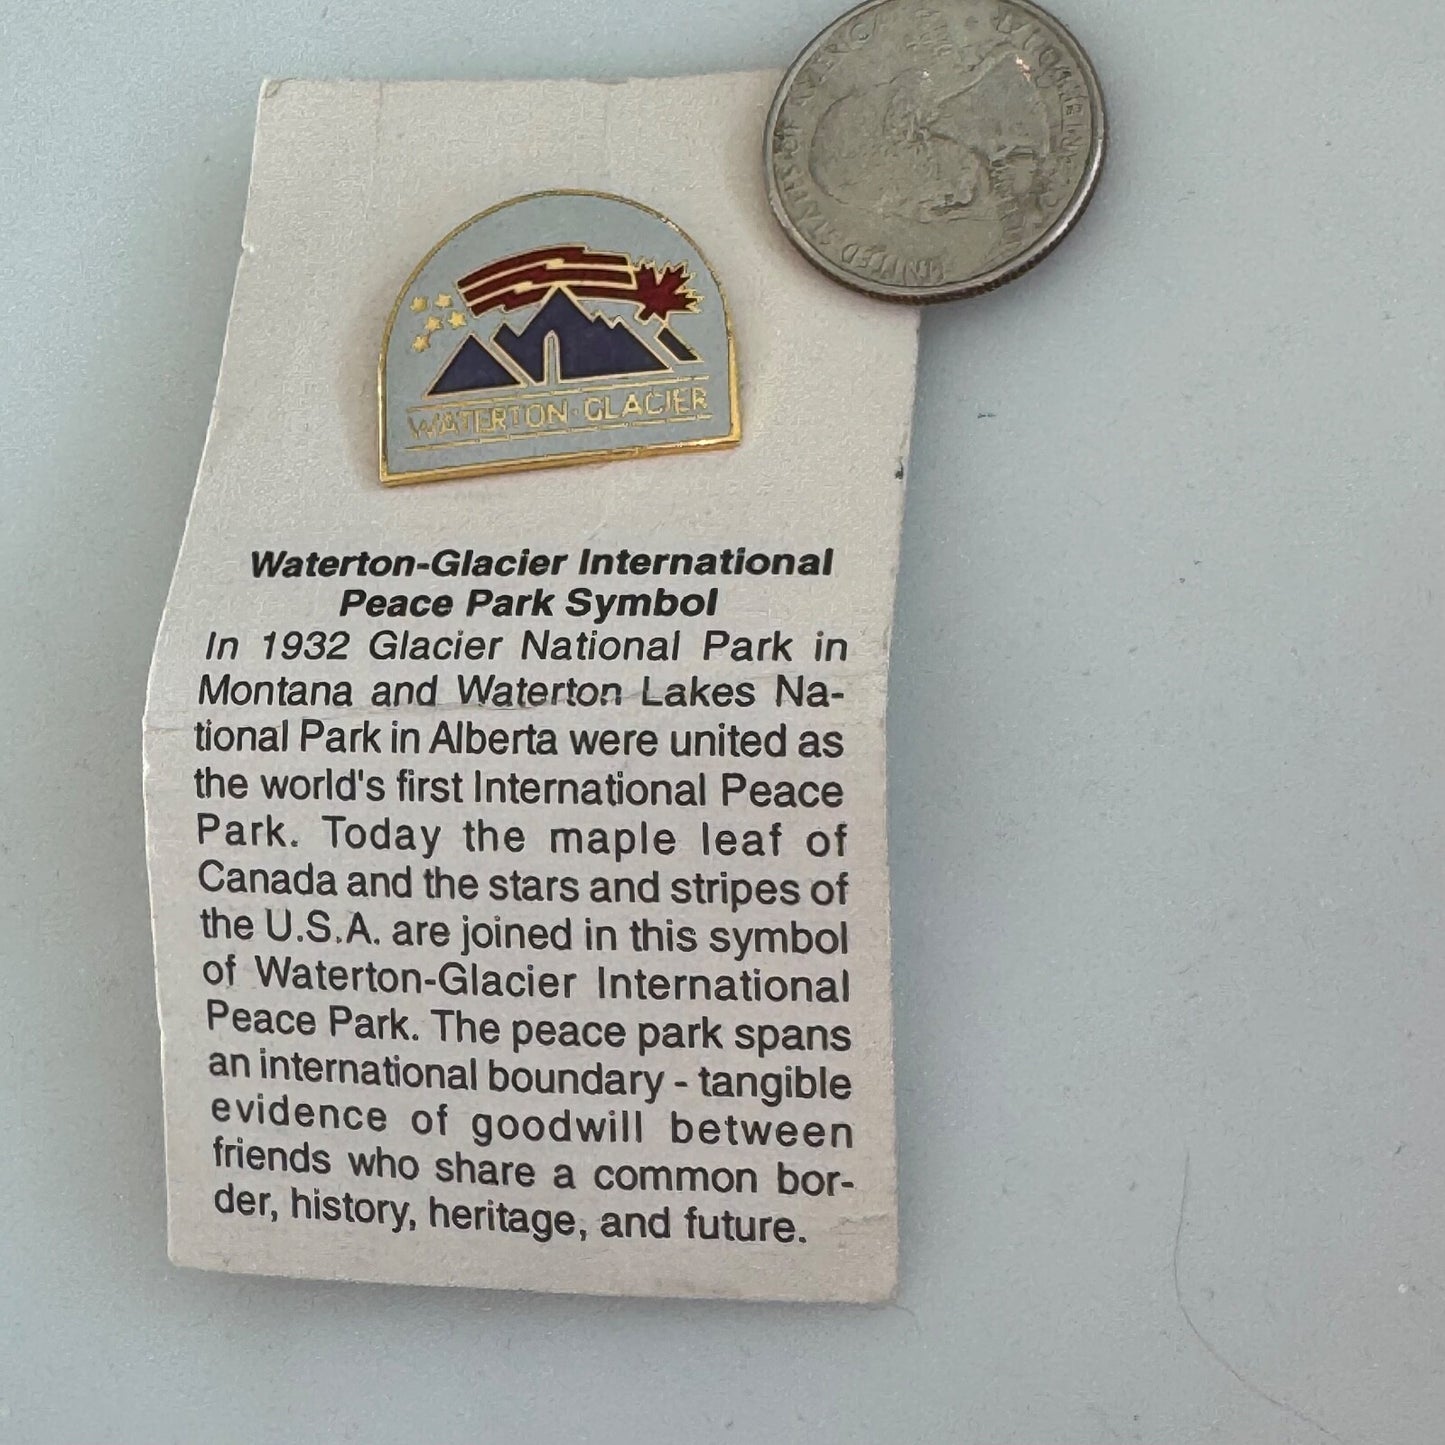 UNITED STATES OF AMERICA
WATERTON·GLACIER
Waterton-Glacier International
Peace Park Symbol
In 1932 Glacier National Park in
Montana and Waterton Lakes Na-
tional Park in Alberta were united as
the world's first International Peace
Park. Today the maple leaf of
Canada and the stars and stripes of
the U.S.A. are joined in this symbol
of Waterton-Glacier International
Peace Park. The peace park spans
an international boundary - tangible
evidence of goodwill between
friends who share a common bor-
der, history, heritage, and future.